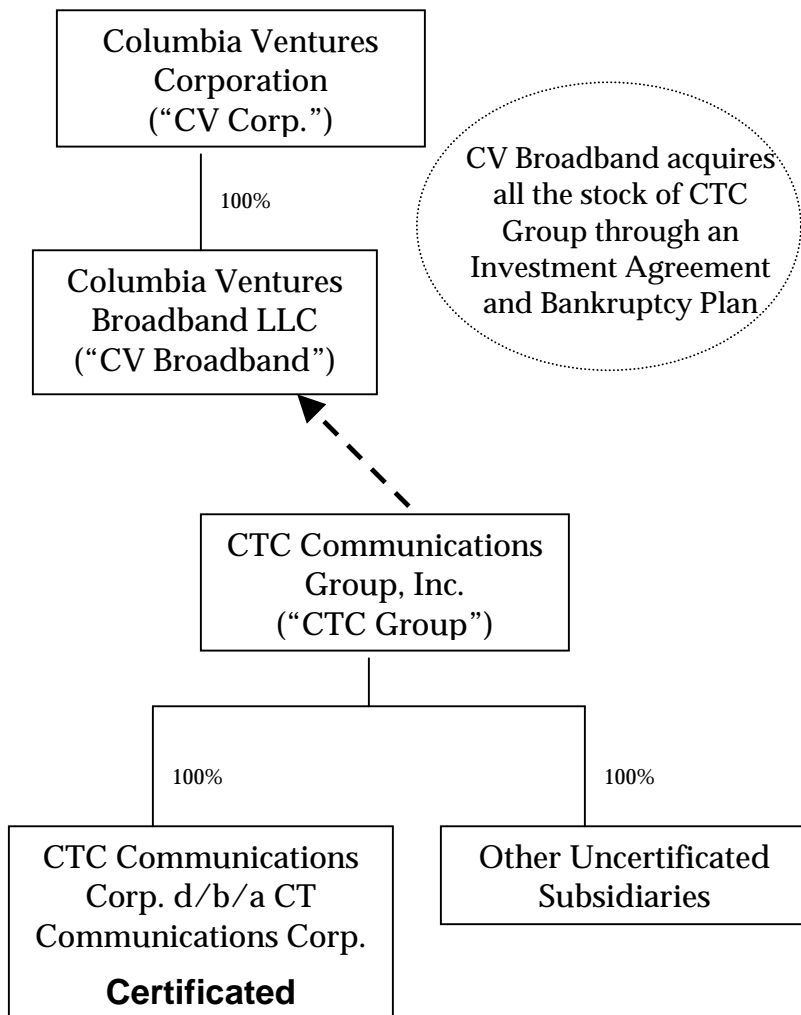 Columbia Ventures
Corporation
(“CV Corp.”)
CV Broadband acquires
all the stock of CTC
Group through an
Investment Agreement
and Bankruptcy Plan
100%
Columbia Ventures
Broadband LLC
(“CV Broadband”)
CTC Communications
Group, Inc.
(“CTC Group”)
100%
100%
CTC Communications
Corp. d/b/a CT
Communications Corp.
Certificated
Other Uncertificated
Subsidiaries